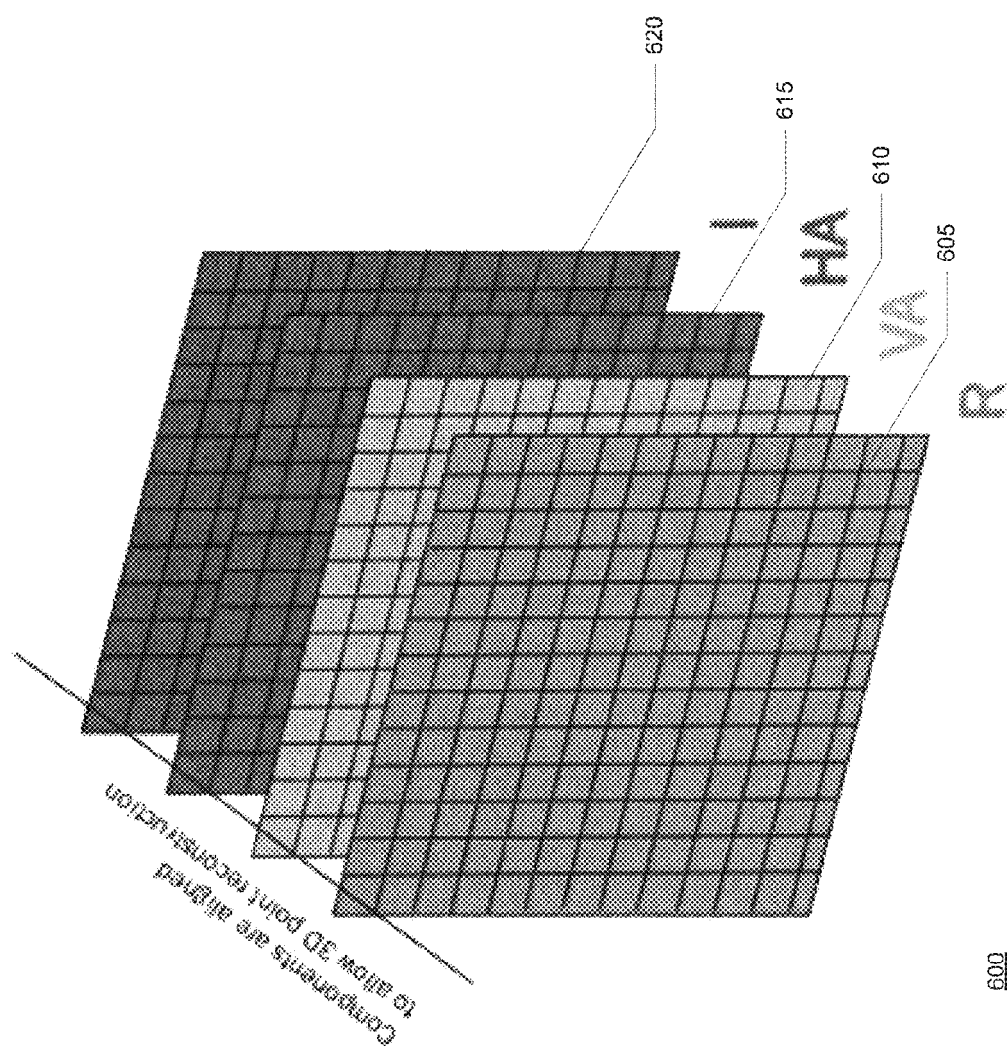 Components are aligned
to allow 3D point reconstruction
620
615
610
605
I
HA
VA
R
600